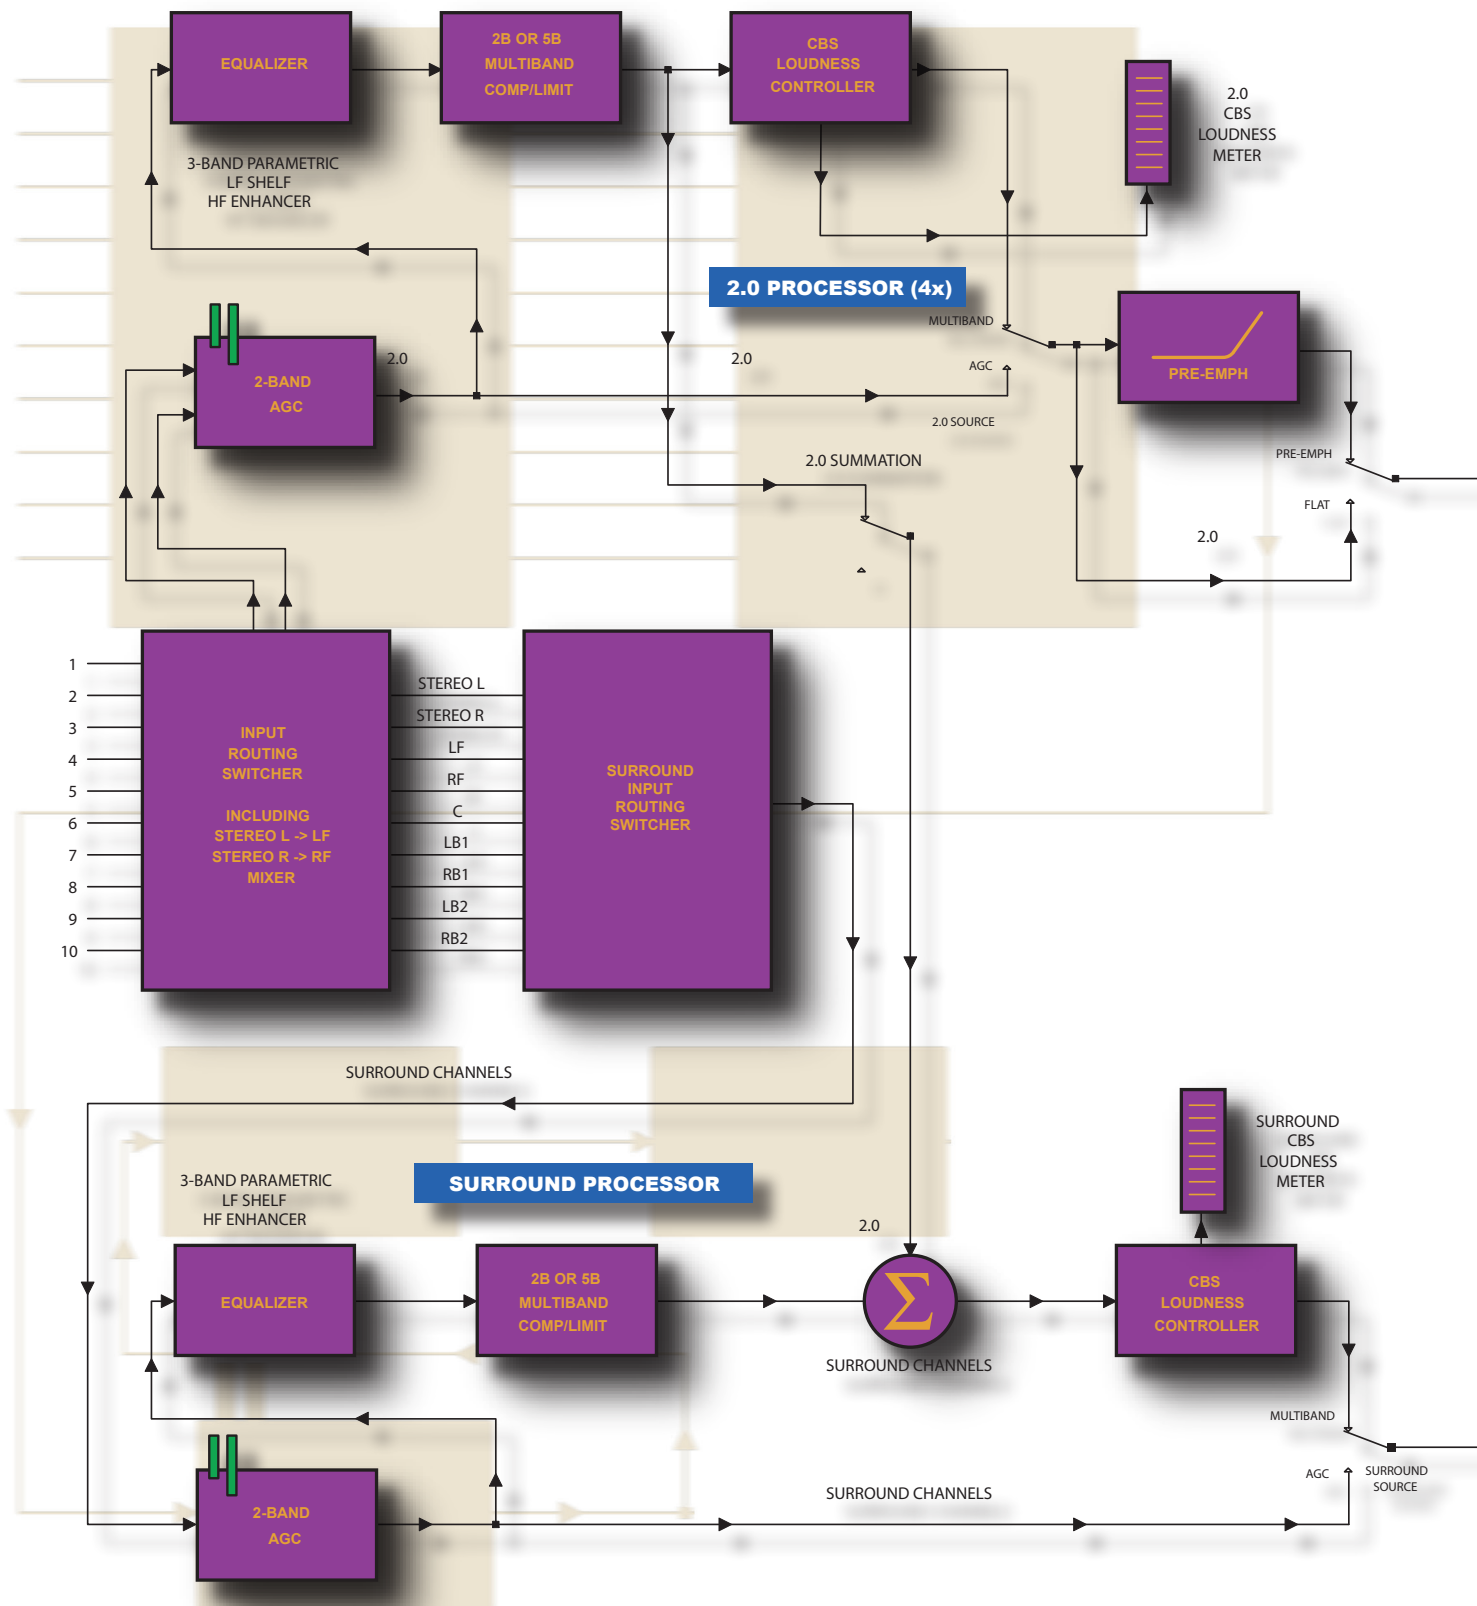 EQUALIZER
2B OR 5B
MULTIBAND
COMP/LIMIT
CBS
LOUDNESS
CONTROLLER
2.0
CBS
LOUDNESS
METER
3-BAND PARAMETRIC
LF SHELF
HF ENHANCER
2.0 PROCESSOR (4x)
MULTIBAND
AGC
2.0 SOURCE
PRE-EMPH
2-BAND
AGC
2.0
2.0
2.0 SUMMATION
PRE-EMPH
FLAT
2.0
1
2
3
4
5
6
7
8
9
10
INPUT
ROUTING
SWITCHER
INCLUDING
STEREO L -> LF
STEREO R -> RF
MIXER
STEREO L
STEREO R
LF
RF
C
LB1
RB1
LB2
RB2
SURROUND
INPUT
ROUTING
SWITCHER
SURROUND CHANNELS
SURROUND PROCESSOR
3-BAND PARAMETRIC
LF SHELF
HF ENHANCER
EQUALIZER
2B OR 5B
MULTIBAND
COMP/LIMIT
2.0
Σ
SURROUND CHANNELS
CBS
LOUDNESS
CONTROLLER
SURROUND
CBS
LOUDNESS
METER
MULTIBAND
AGC
SURROUND
SOURCE
2-BAND
AGC
SURROUND CHANNELS